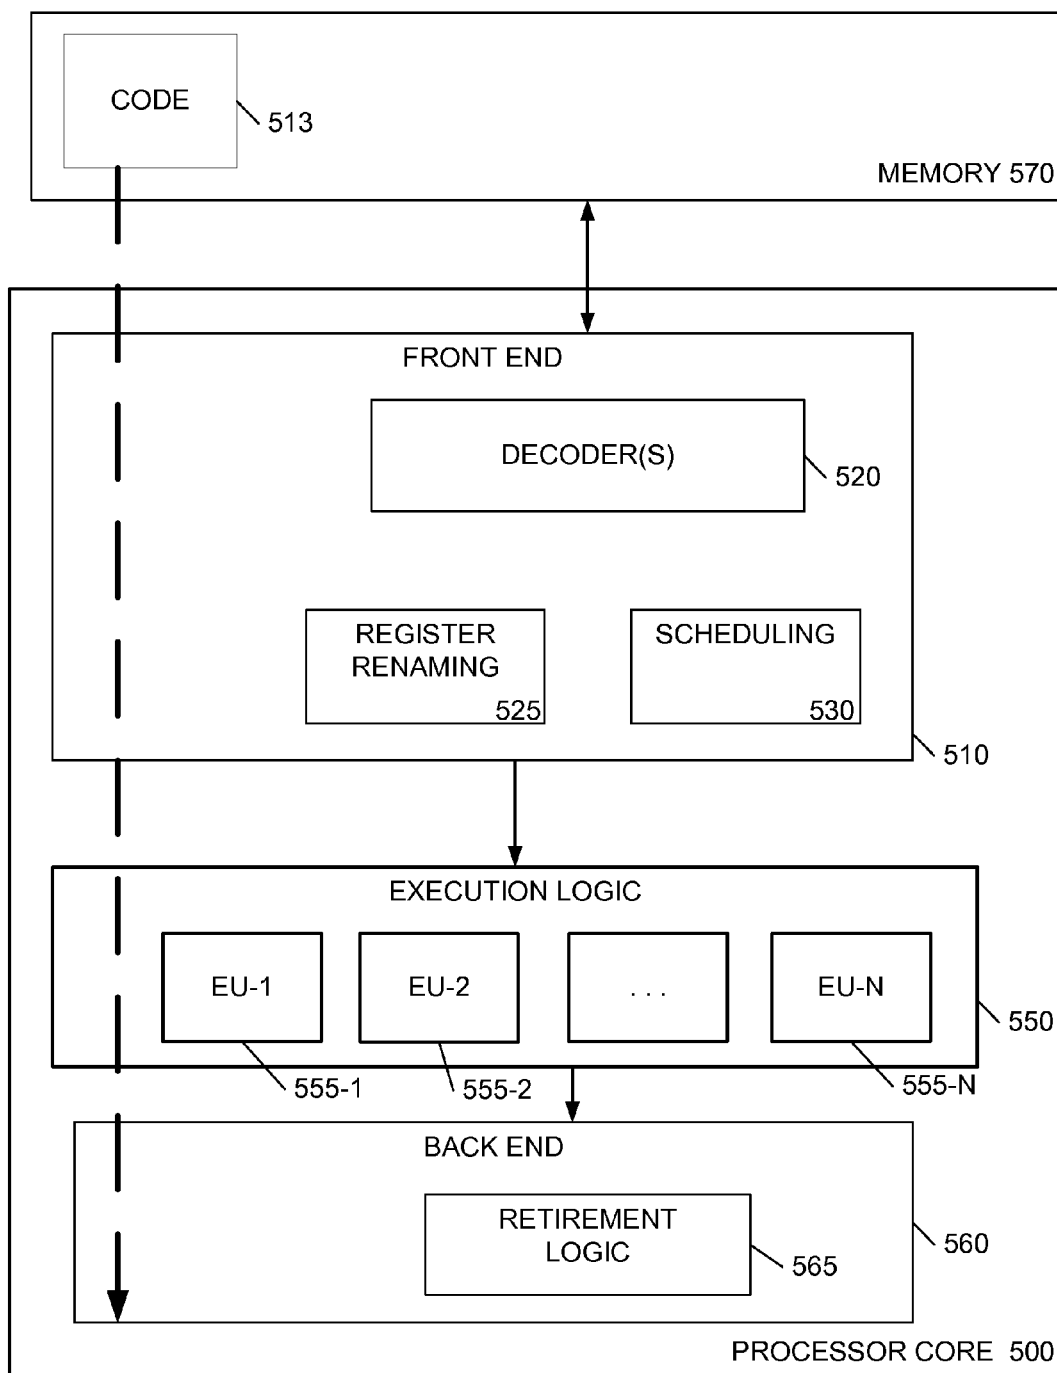 CODE
513
MEMORY 570
FRONT END
DECODER(S)
520
REGISTER
RENAMING
525
SCHEDULING
530
510
EXECUTION LOGIC
EU-1
EU-2
. . .
EU-N
550
555-1
555-2
555-N
BACK END
RETIREMENT
LOGIC
565
560
PROCESSOR CORE 500